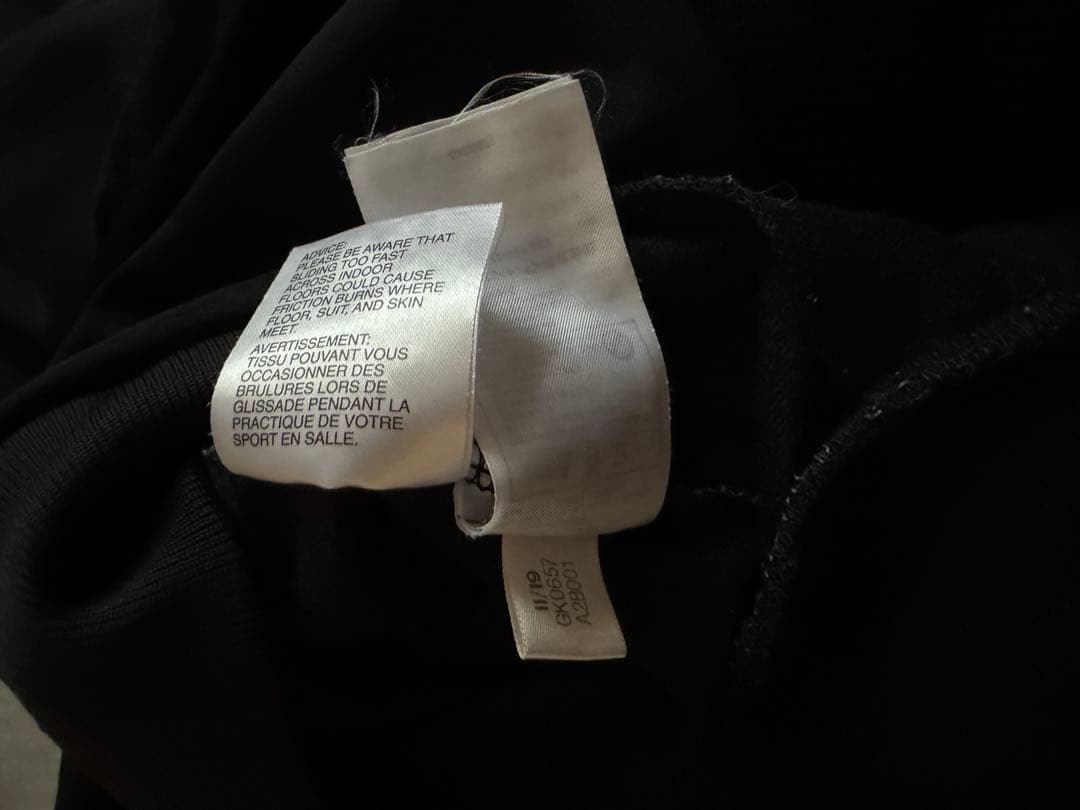 ADVICE:
PLEASE BE AWARE THAT
SLIDING TOO FAST
ACROSS INDOOR
FLOORS COULD CAUSE
FRICTION BURNS WHERE
FLOOR, SUIT, AND SKIN
MEET.
AVERTISSEMENT:
TISSU POUVANT VOUS
OCCASIONNER DES
BRULURES LORS DE
GLISSADE PENDANT LA
PRACTIQUE DE VOTRE
SPORT EN SALLE.
11/19
GK0657
A2B001